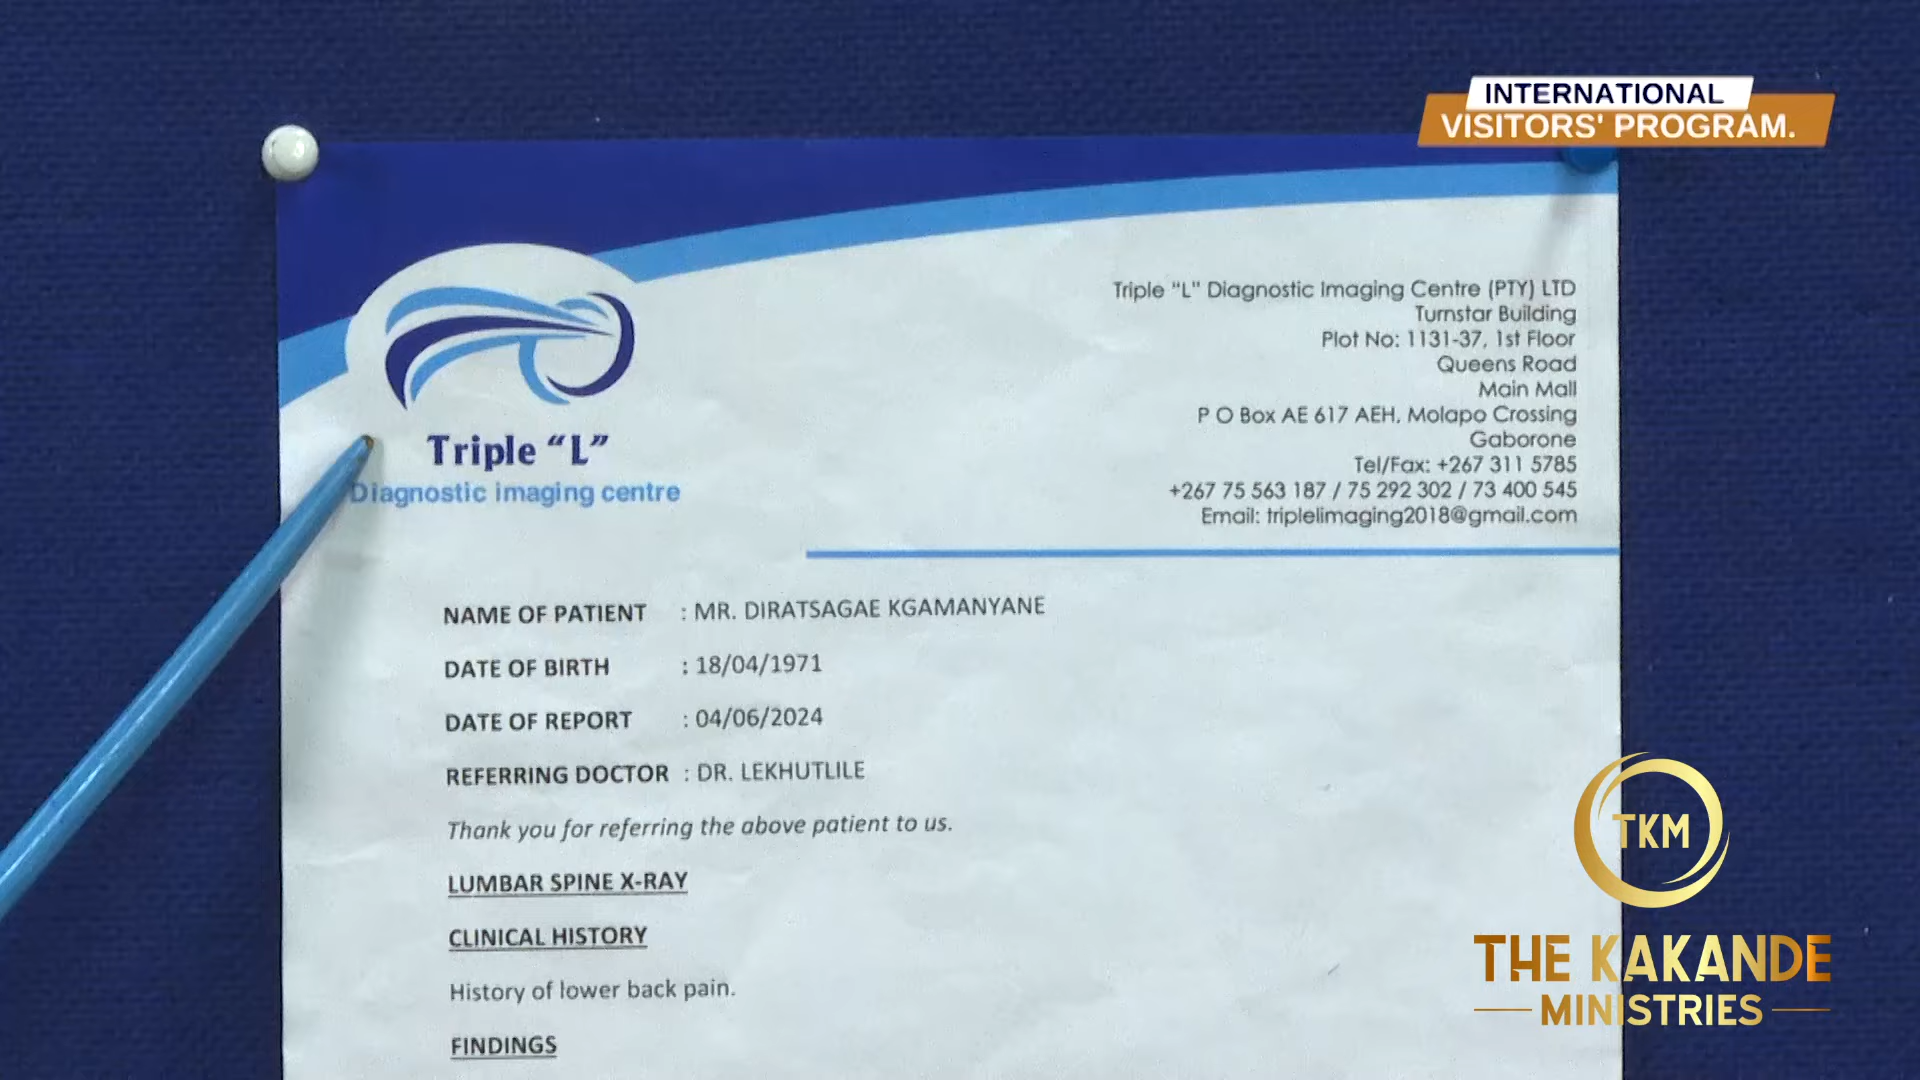 INTERNATIONAL
VISITORS' PROGRAM.
Triple “L”
Diagnostic imaging centre
Triple “L” Diagnostic Imaging Centre (PTY) LTD
Turnstar Building
Plot No: 1131-37, 1st Floor
Queens Road
Main Mall
P O Box AE 617 AEH, Molapo Crossing
Gaborone
Tel/Fax: +267 311 5785
+267 75 563 187 / 75 292 302 / 73 400 545
Email: triplelimaging2018@gmail.com
NAME OF PATIENT : MR. DIRATSAGAE KGAMANYANE
DATE OF BIRTH : 18/04/1971
DATE OF REPORT : 04/06/2024
REFERRING DOCTOR : DR. LEKHUTLILE
Thank you for referring the above patient to us.
LUMBAR SPINE X-RAY
CLINICAL HISTORY
History of lower back pain.
FINDINGS
TKM
THE KAKANDE
MINISTRIES